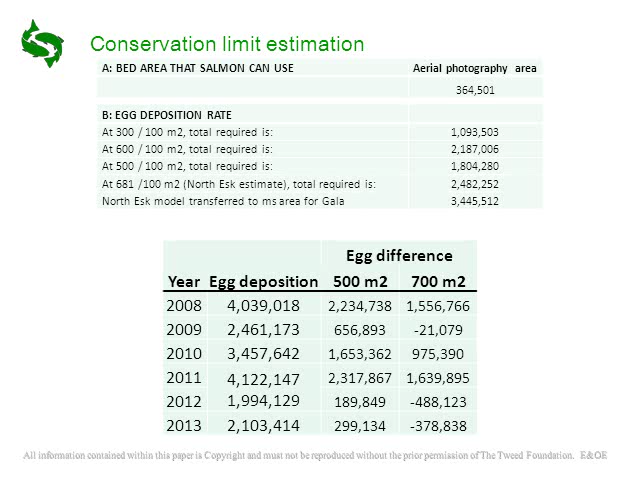 Conservation limit estimation
A: BED AREA THAT SALMON CAN USE Aerial photography area
364,501
B: EGG DEPOSITION RATE
At 300 / 100 m2, total required is: 1,093,503
At 600 / 100 m2, total required is: 2,187,006
At 500 / 100 m2, total required is: 1,804,280
At 681 /100 m2 (North Esk estimate), total required is: 2,482,252
North Esk model transferred to ms area for Gala 3,445,512
Egg difference
Year Egg deposition 500 m2 700 m2
2008 4,039,018 2,234,738 1,556,766
2009 2,461,173 656,893 -21,079
2010 3,457,642 1,653,362 975,390
2011 4,122,147 2,317,867 1,639,895
2012 1,994,129 189,849 -488,123
2013 2,103,414 299,134 -378,838
All information contained within this paper is Copyright and must not be reproduced without the prior permission of The Tweed Foundation. E&OE